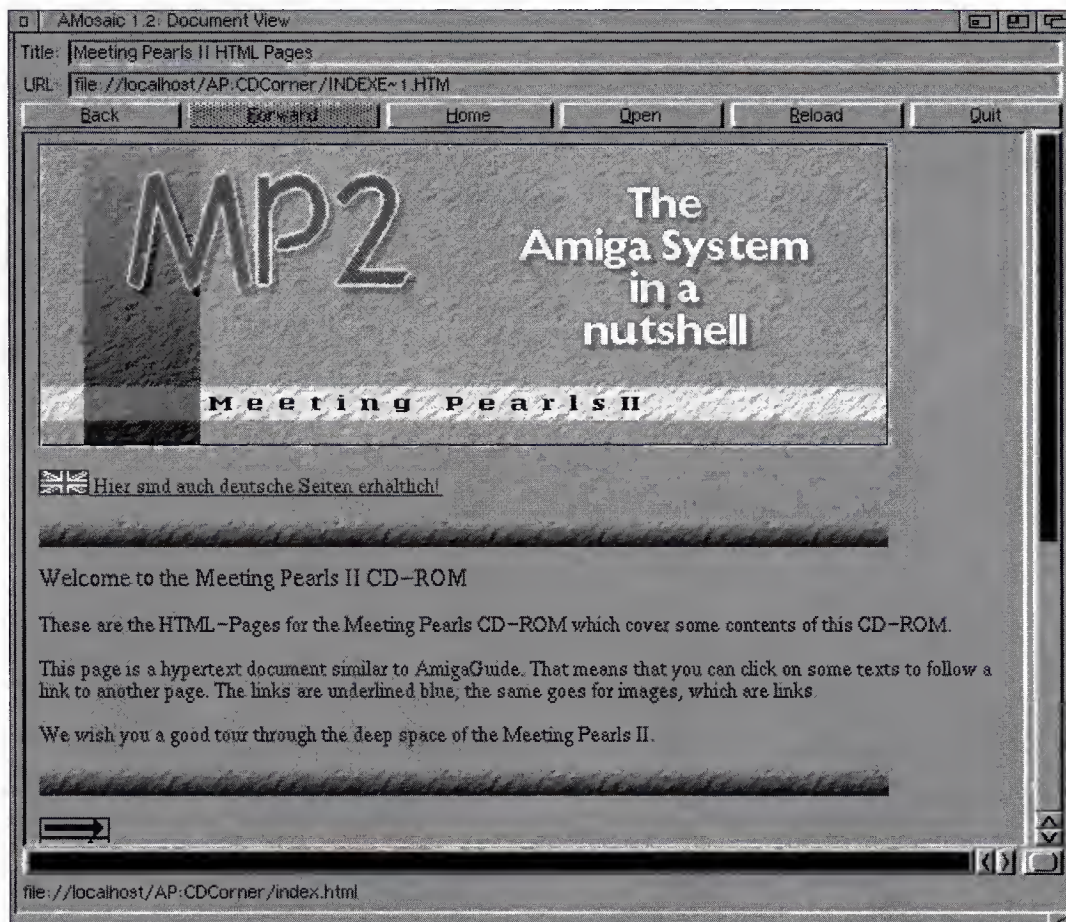 AMosaic 1.2: Document View
Title: Meeting Pearls II HTML Pages
URL: file://localhost/AP:CDCorner/INDEXE~1.HTM
Back Forward Home Open Reload Quit
MP2
The
Amiga System
in a
nutshell
Meeting Pearls II
Hier sind auch deutsche Seiten erhältlich!
Welcome to the Meeting Pearls II CD-ROM
These are the HTML-Pages for the Meeting Pearls CD-ROM which cover some contents of this CD-ROM.
This page is a hypertext document similar to AmigaGuide. That means that you can click on some texts to follow a
link to another page. The links are underlined blue; the same goes for images, which are links.
We wish you a good tour through the deep space of the Meeting Pearls II.
file://localhost/AP:CDCorner/index.html